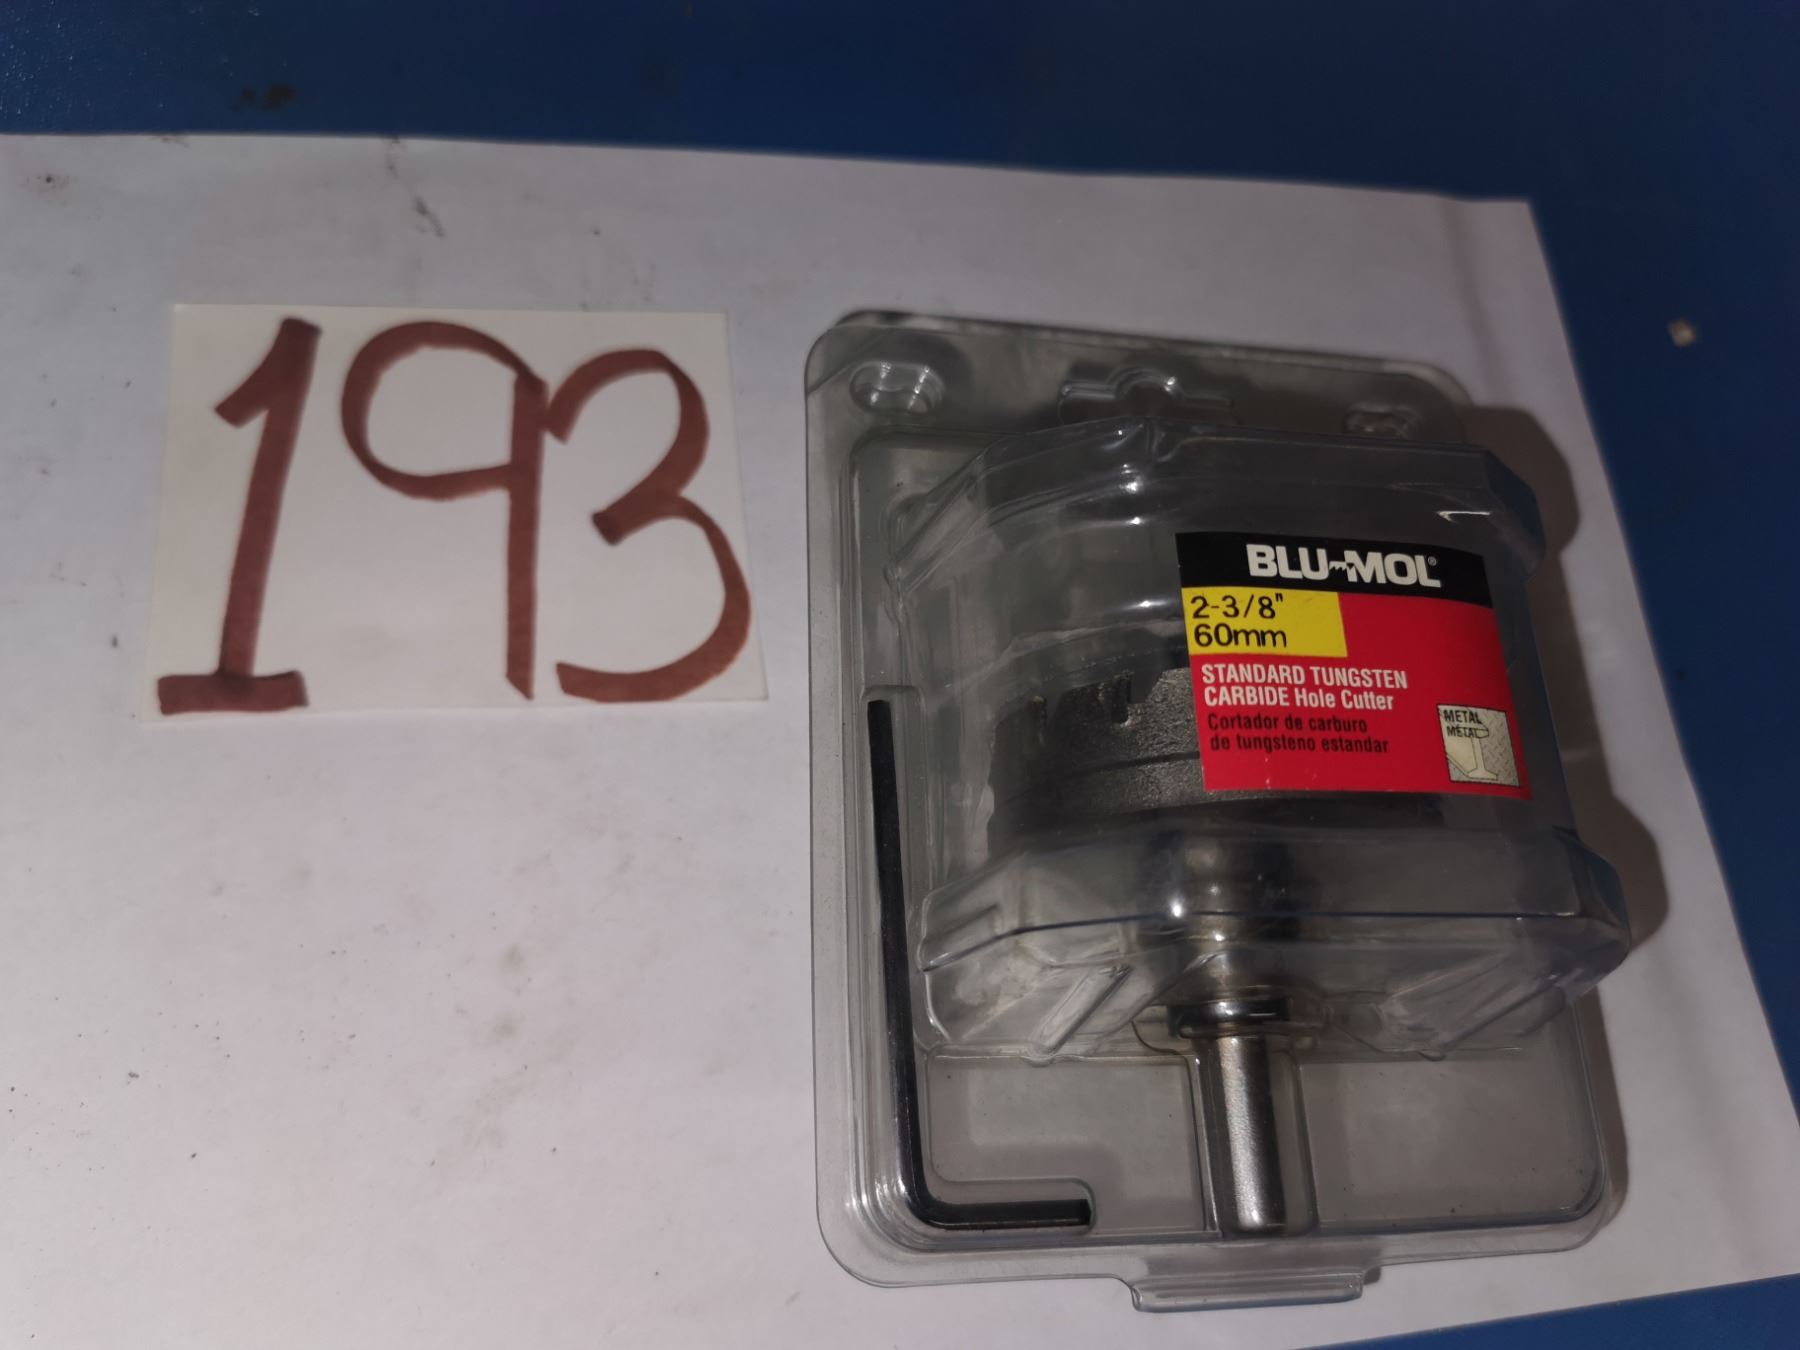 193
BLU-MOL®
2-3/8"
60mm
STANDARD TUNGSTEN
CARBIDE Hole Cutter
Cortador de carburo
de tungsteno estandar
METAL
METAL